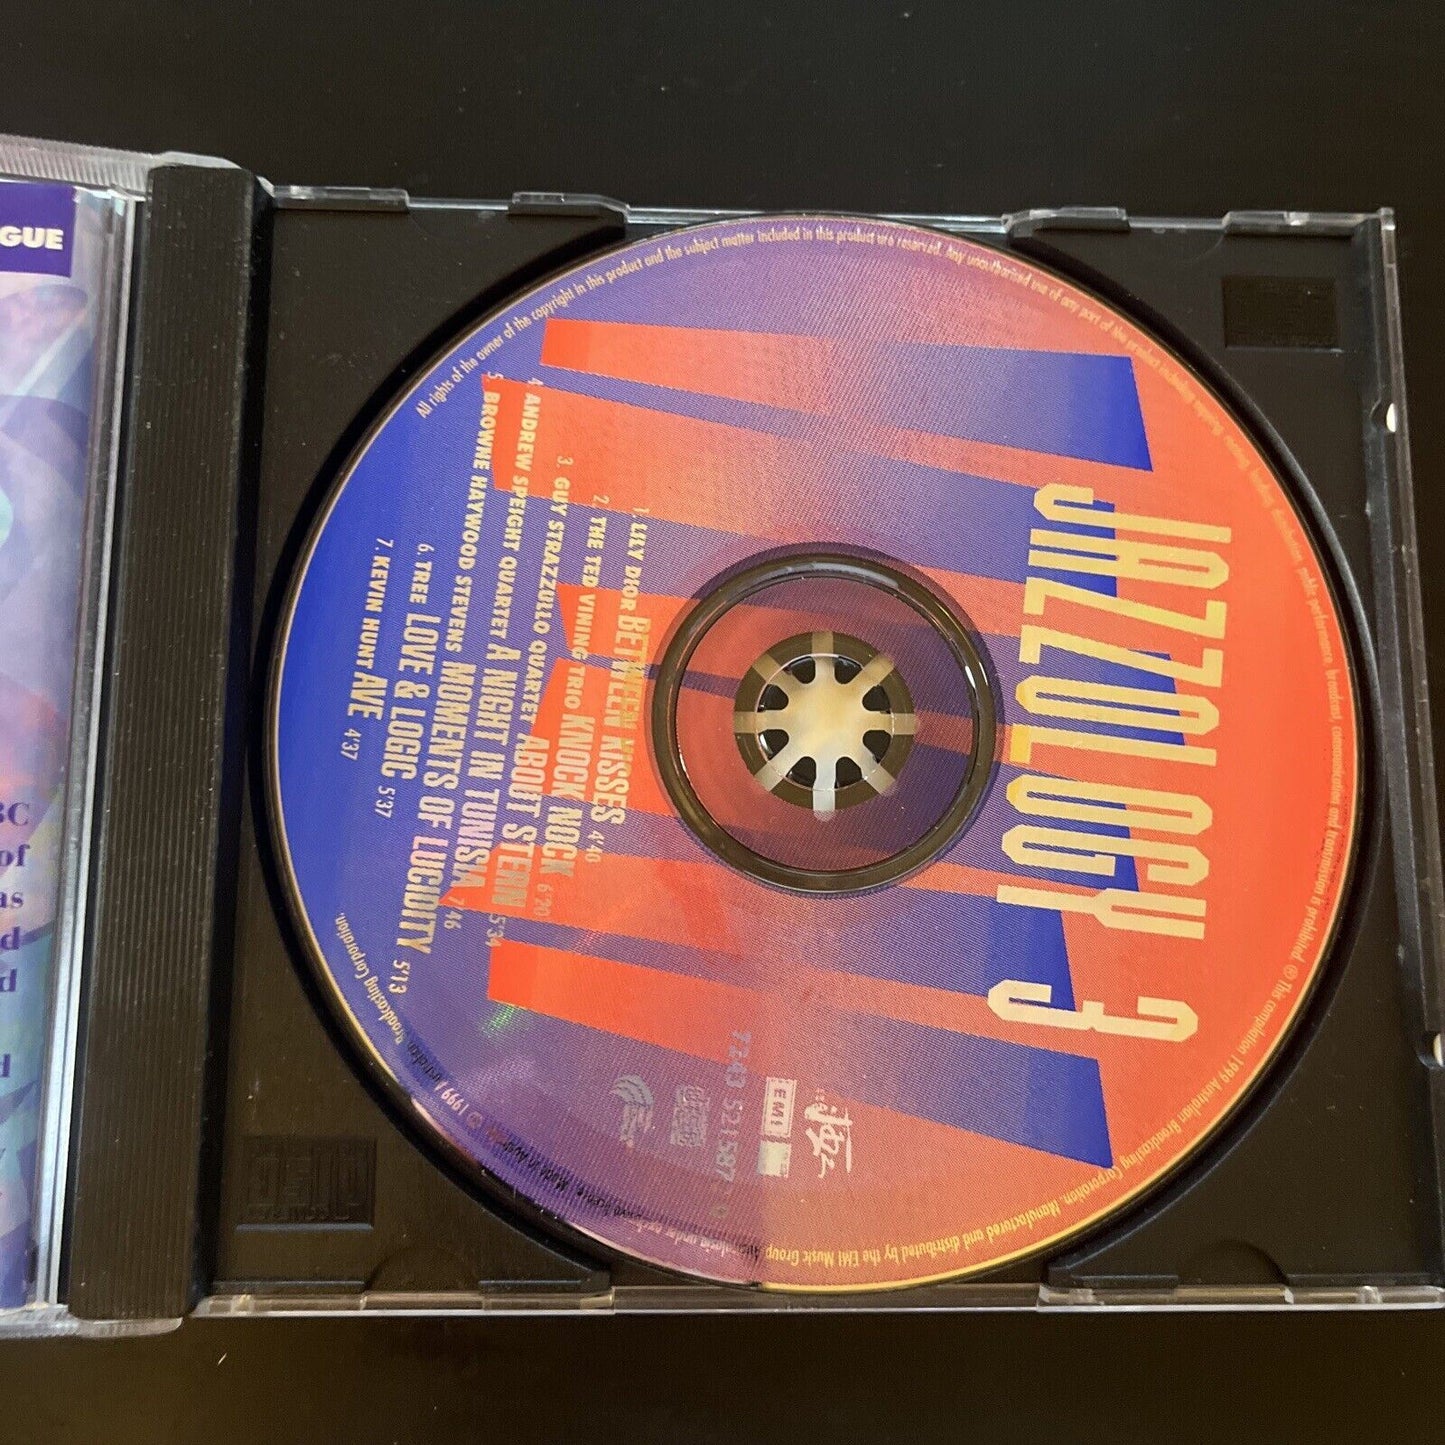 GUE
BC
of
as
d
d
d
JAZZOLOGY 3
1. LILY DIOR BETWEEN KISSES 4'40
2. THE TED VINING TRIO KNOCK NOCK 6'20
3. GUY STRAZZULLO QUARTET ABOUT STERN 5'34
4. ANDREW SPEIGHT QUARTET A NIGHT IN TUNISIA 7'46
5. BROWNE HAYWOOD STEVENS MOMENTS OF LUCIDITY 5'13
6. TREE LOVE & LOGIC 5'37
7. KEVIN HUNT AVE 4'37
EMI
All rights of the owner of the copyright in this product and the subject matter included in this product are reserved. Any unauthorised use of any part of the product including public performance, broadcast, communication and transmission is prohibited. ℗ This compilation 1999 Australian Broadcasting Corporation. Manufactured and distributed by the EMI Music Group Australasia under
Broadcasting Corporation.